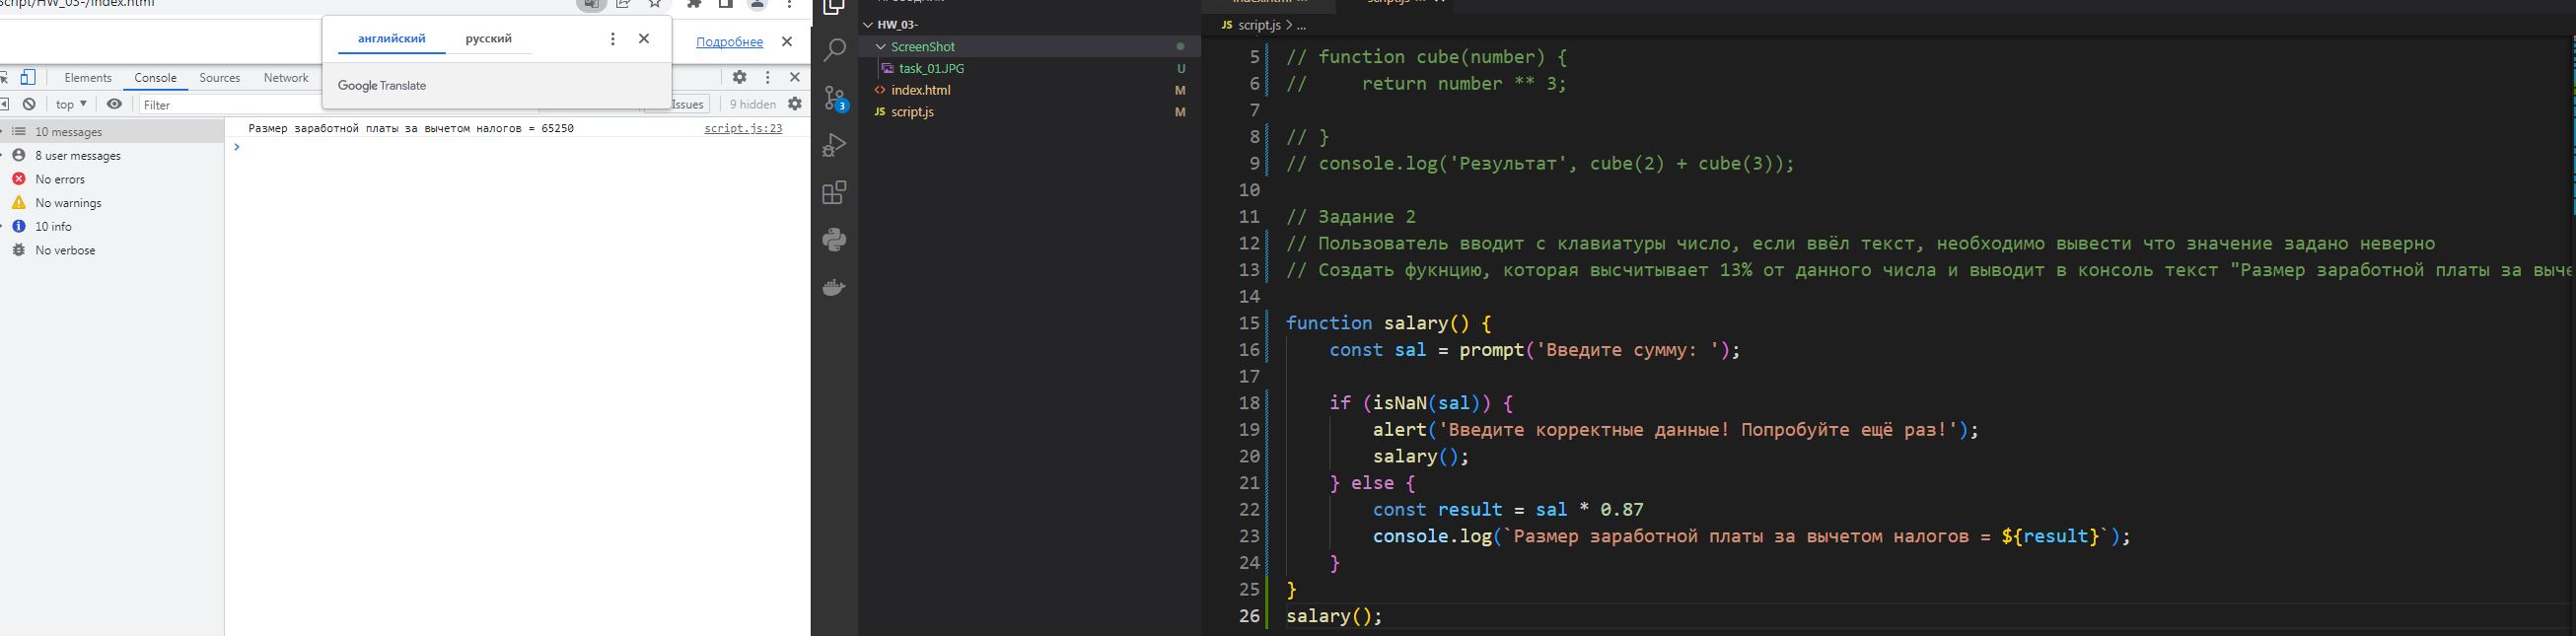 script/HW_03-/index.html
английский русский
Подробнее
Google Translate
Elements Console Sources Network
top Filter Issues 9 hidden
10 messages
8 user messages
No errors
No warnings
10 info
No verbose
Размер заработной платы за вычетом налогов = 65250 script.js:23
>
HW_03-
ScreenShot
task_01.JPG U
index.html M
JS script.js M
3
JS script.js > ...
5 // function cube(number) {
6 //     return number ** 3;
7
8 // }
9 // console.log('Результат', cube(2) + cube(3));
10
11 // Задание 2
12 // Пользователь вводит с клавиатуры число, если ввёл текст, необходимо вывести что значение задано неверно
13 // Создать фукнцию, которая высчитывает 13% от данного числа и выводит в консоль текст "Размер заработной платы за выче
14
15 function salary() {
16     const sal = prompt('Введите сумму: ');
17
18     if (isNaN(sal)) {
19         alert('Введите корректные данные! Попробуйте ещё раз!');
20         salary();
21     } else {
22         const result = sal * 0.87
23         console.log(`Размер заработной платы за вычетом налогов = ${result}`);
24     }
25 }
26 salary();